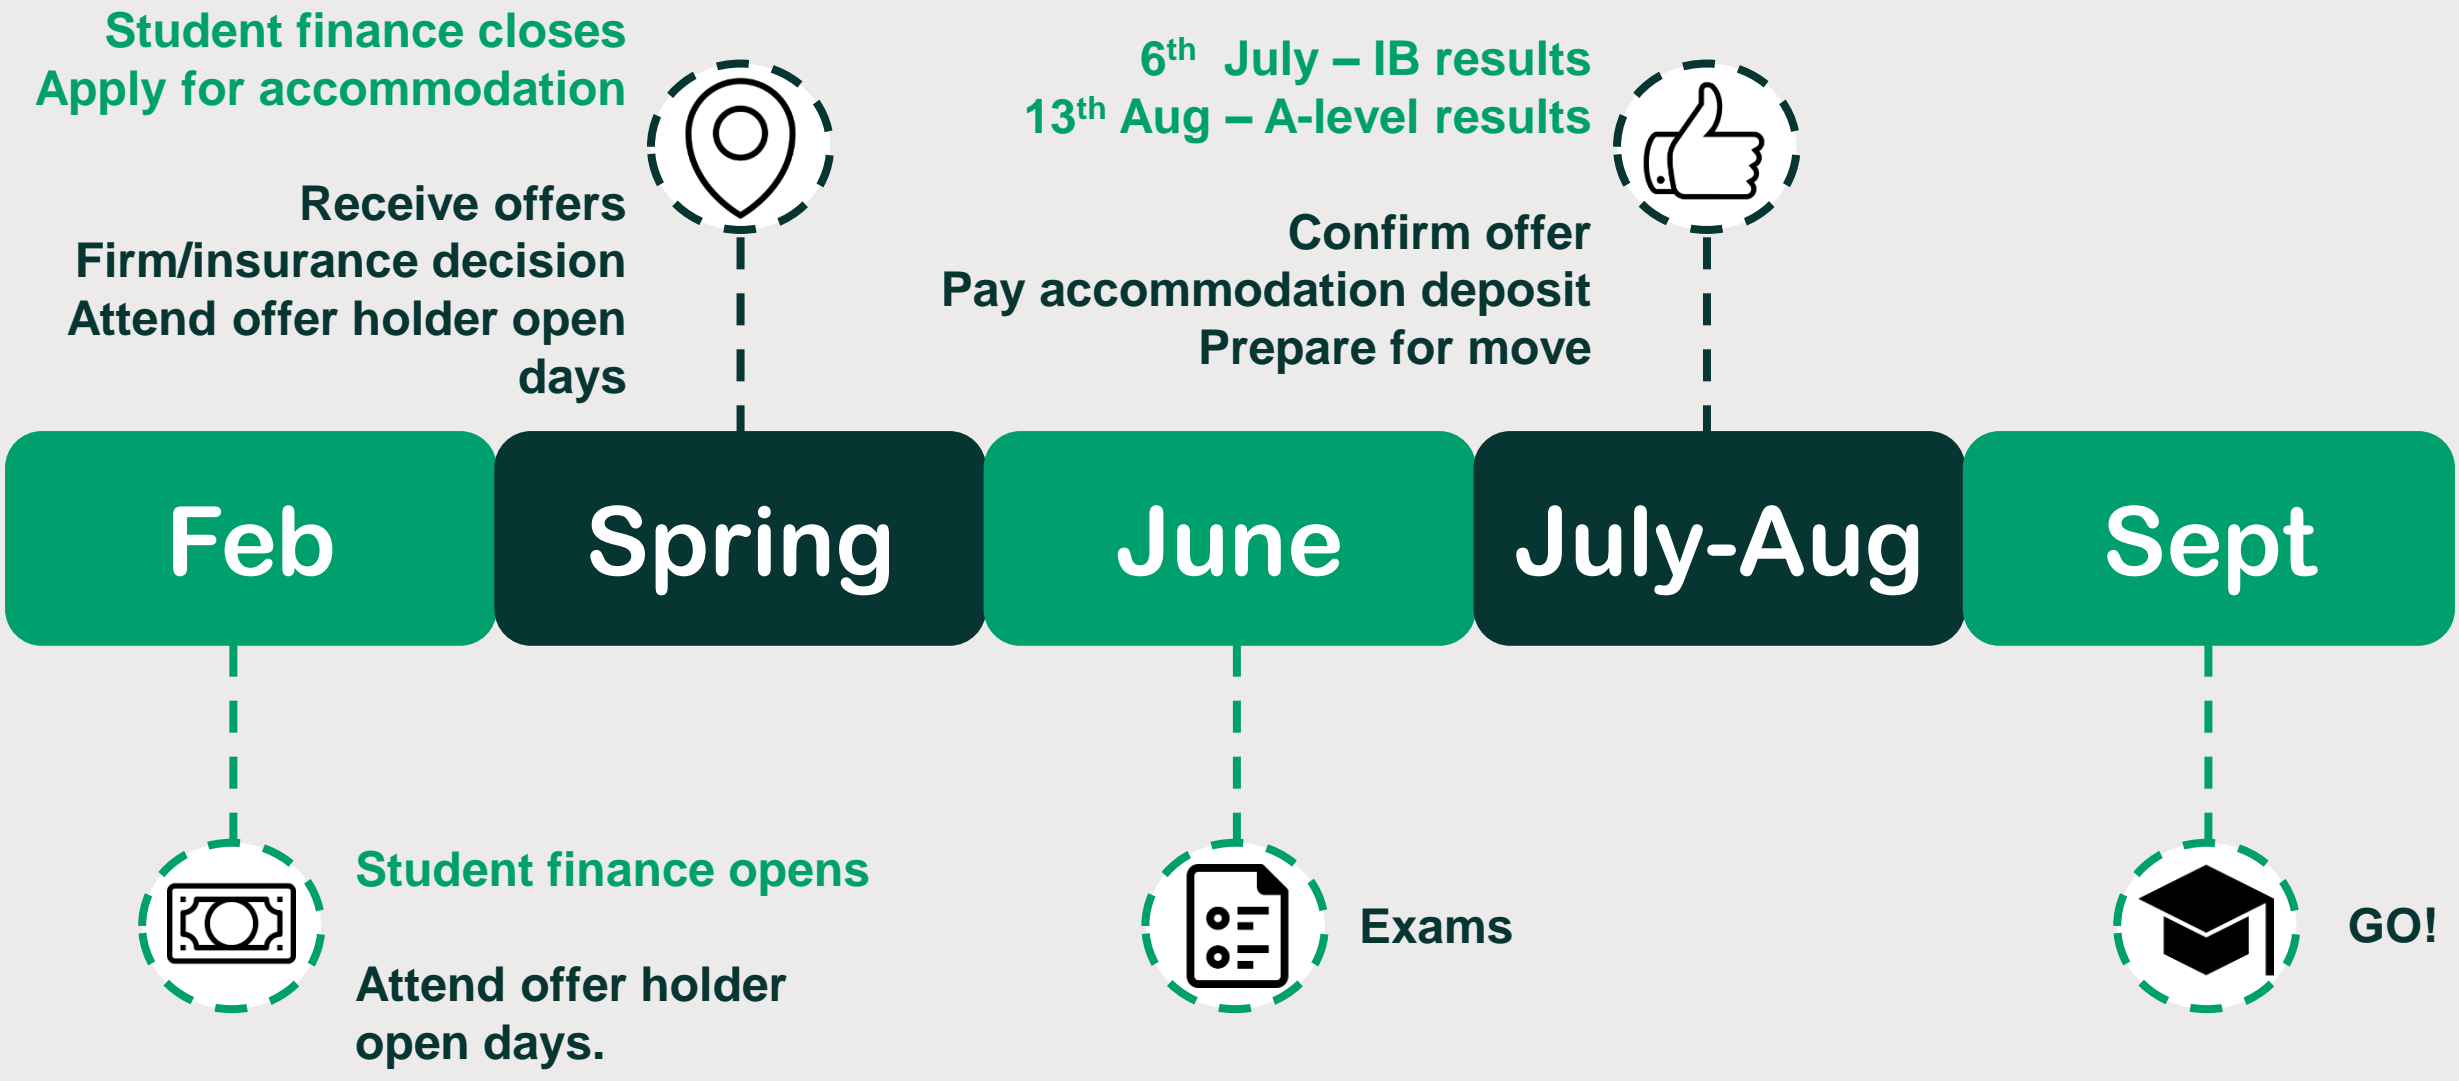 Student finance closes
Apply for accommodation
Receive offers
Firm/insurance decision
Attend offer holder open
days
6th  July – IB results
13th Aug – A-level results
Confirm offer
Pay accommodation deposit
Prepare for move
Feb
Spring
June
July-Aug
Sept
Student finance opens
Attend offer holder
open days.
Exams
GO!